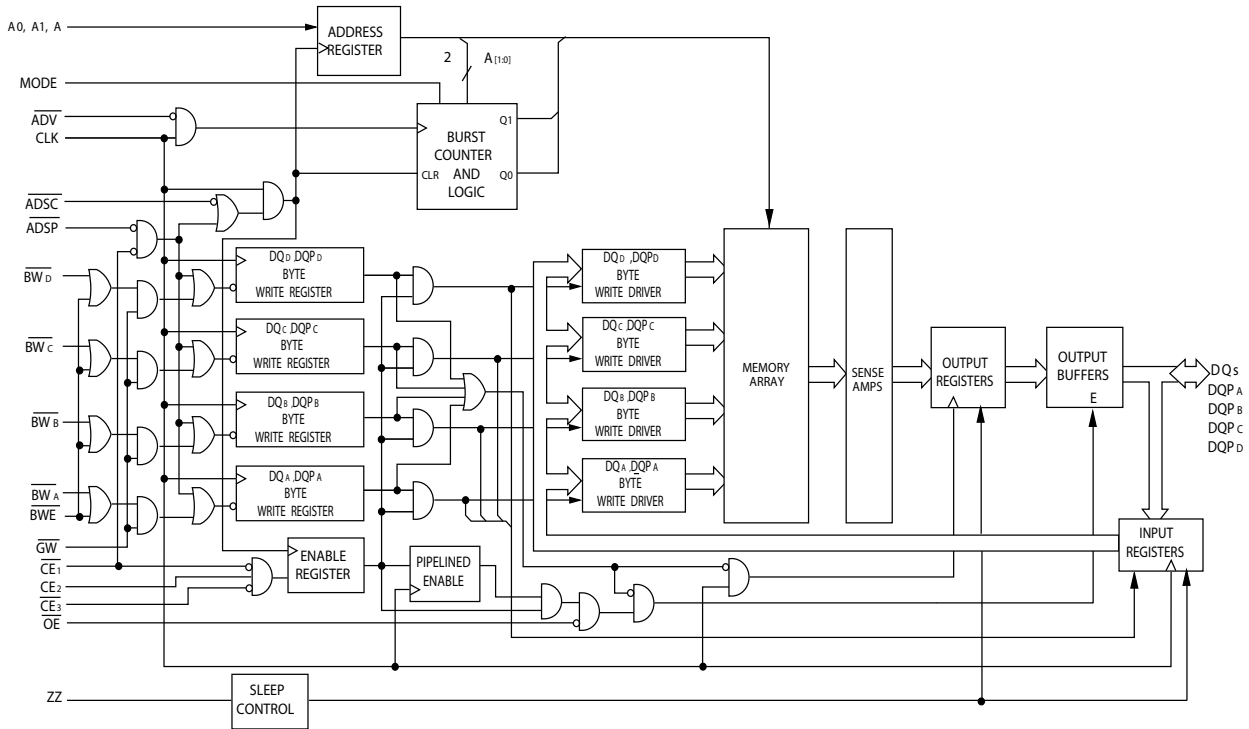 A0, A1, A
ADDRESS
REGISTER
2
A[1:0]
MODE
ADV
CLK
BURST
COUNTER
AND
LOGIC
CLR
Q1
Q0
ADSC
ADSP
BWD
DQD ,DQPD
BYTE
WRITE REGISTER
DQD ,DQPD
BYTE
WRITE DRIVER
BWC
DQC ,DQPC
BYTE
WRITE REGISTER
DQC ,DQPC
BYTE
WRITE DRIVER
BWB
DQB ,DQPB
BYTE
WRITE REGISTER
DQB ,DQPB
BYTE
WRITE DRIVER
BWA
BWE
DQA ,DQPA
BYTE
WRITE REGISTER
DQA ,DQPA
BYTE
WRITE DRIVER
MEMORY
ARRAY
SENSE
AMPS
OUTPUT
REGISTERS
OUTPUT
BUFFERS
E
DQs
DQPA
DQPB
DQPC
DQPD
INPUT
REGISTERS
GW
CE1
CE2
CE3
OE
ENABLE
REGISTER
PIPELINED
ENABLE
ZZ
SLEEP
CONTROL